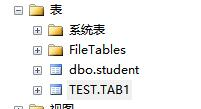 表
系统表
FileTables
dbo.student
TEST.TAB1
视图